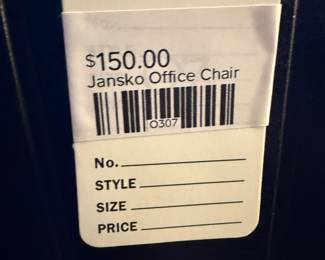 $150.00
Jansko Office Chair
O307
No.
STYLE
SIZE
PRICE